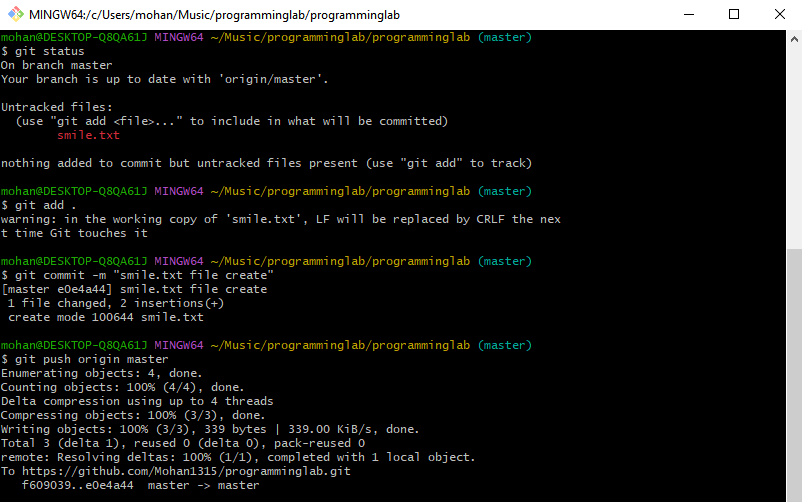 MINGW64:/c/Users/mohan/Music/programminglab/programminglab
mohan@DESKTOP-Q8QA61J MINGW64 ~/Music/programminglab/programminglab (master)
$ git status
On branch master
Your branch is up to date with 'origin/master'.
Untracked files:
  (use "git add <file>..." to include in what will be committed)
        smile.txt
nothing added to commit but untracked files present (use "git add" to track)
mohan@DESKTOP-Q8QA61J MINGW64 ~/Music/programminglab/programminglab (master)
$ git add .
warning: in the working copy of 'smile.txt', LF will be replaced by CRLF the nex
t time Git touches it
mohan@DESKTOP-Q8QA61J MINGW64 ~/Music/programminglab/programminglab (master)
$ git commit -m "smile.txt file create"
[master e0e4a44] smile.txt file create
 1 file changed, 2 insertions(+)
 create mode 100644 smile.txt
mohan@DESKTOP-Q8QA61J MINGW64 ~/Music/programminglab/programminglab (master)
$ git push origin master
Enumerating objects: 4, done.
Counting objects: 100% (4/4), done.
Delta compression using up to 4 threads
Compressing objects: 100% (3/3), done.
Writing objects: 100% (3/3), 339 bytes | 339.00 KiB/s, done.
Total 3 (delta 1), reused 0 (delta 0), pack-reused 0
remote: Resolving deltas: 100% (1/1), completed with 1 local object.
To https://github.com/Mohan1315/programminglab.git
   f609039..e0e4a44  master -> master